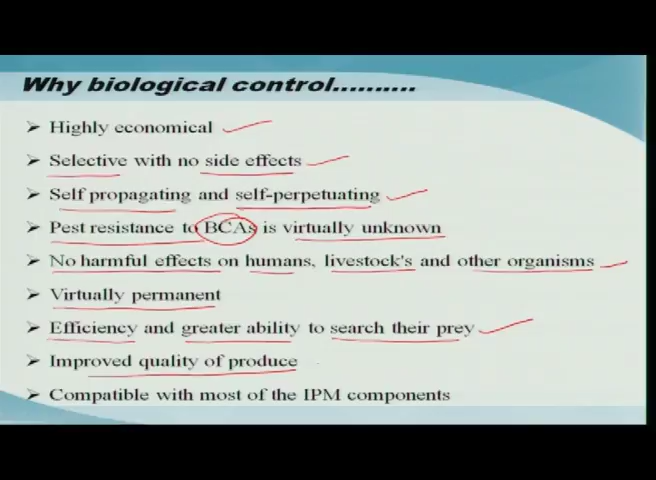 Why biological control..........
➢ Highly economical
➢ Selective with no side effects
➢ Self propagating and self-perpetuating
➢ Pest resistance to BCAs is virtually unknown
➢ No harmful effects on humans, livestock's and other organisms
➢ Virtually permanent
➢ Efficiency and greater ability to search their prey
➢ Improved quality of produce
➢ Compatible with most of the IPM components